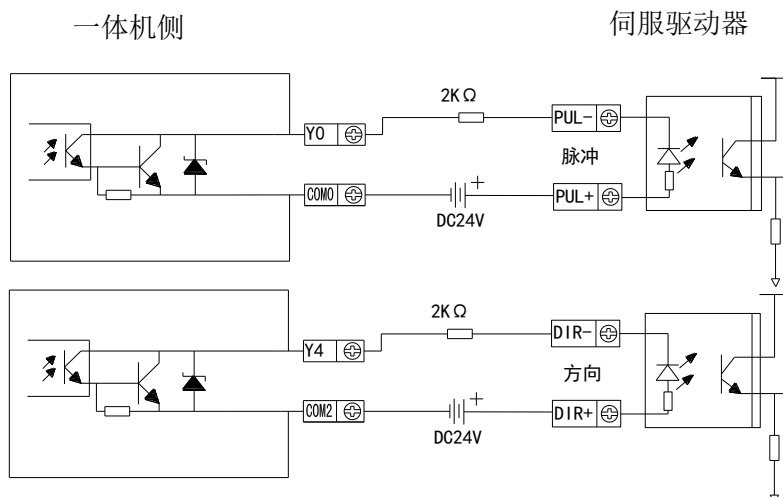 一体机侧
伺服驱动器
2KΩ
Y0
PUL-
脉冲
COM0
DC24V
PUL+
2KΩ
Y4
DIR-
方向
COM2
DC24V
DIR+